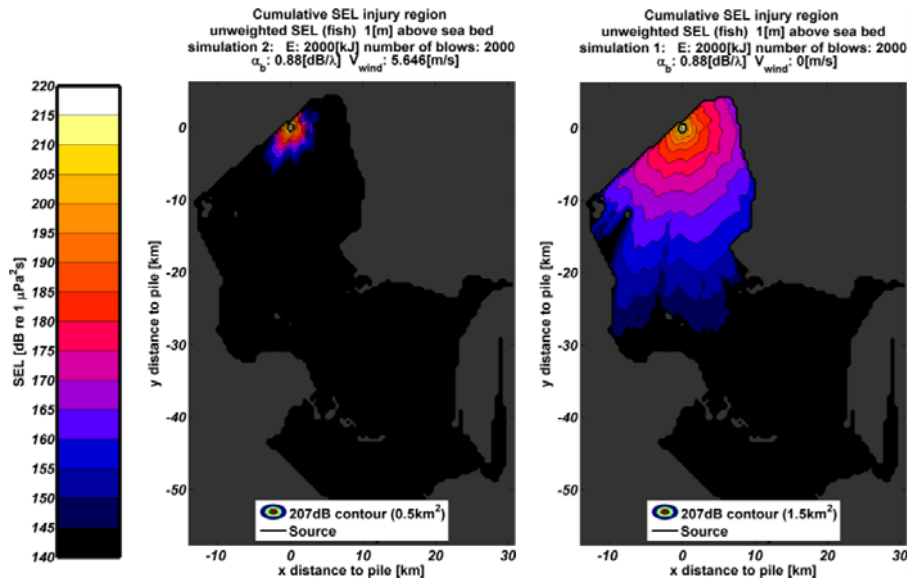 Cumulative SEL injury region
unweighted SEL (fish) 1[m] above sea bed
simulation 2: E: 2000[kJ] number of blows: 2000
α_b: 0.88[dB/λ] V_wind: 5.646[m/s]
Cumulative SEL injury region
unweighted SEL (fish) 1[m] above sea bed
simulation 1: E: 2000[kJ] number of blows: 2000
α_b: 0.88[dB/λ] V_wind: 0[m/s]
SEL [dB re 1 µPa²s]
220
215
210
205
200
195
190
185
180
175
170
165
160
155
150
145
140
y distance to pile [km]
0
-10
-20
-30
-40
-50
207dB contour (0.5km²)
Source
-10 0 10 20 30
x distance to pile [km]
y distance to pile [km]
0
-10
-20
-30
-40
-50
207dB contour (1.5km²)
Source
-10 0 10 20 30
x distance to pile [km]